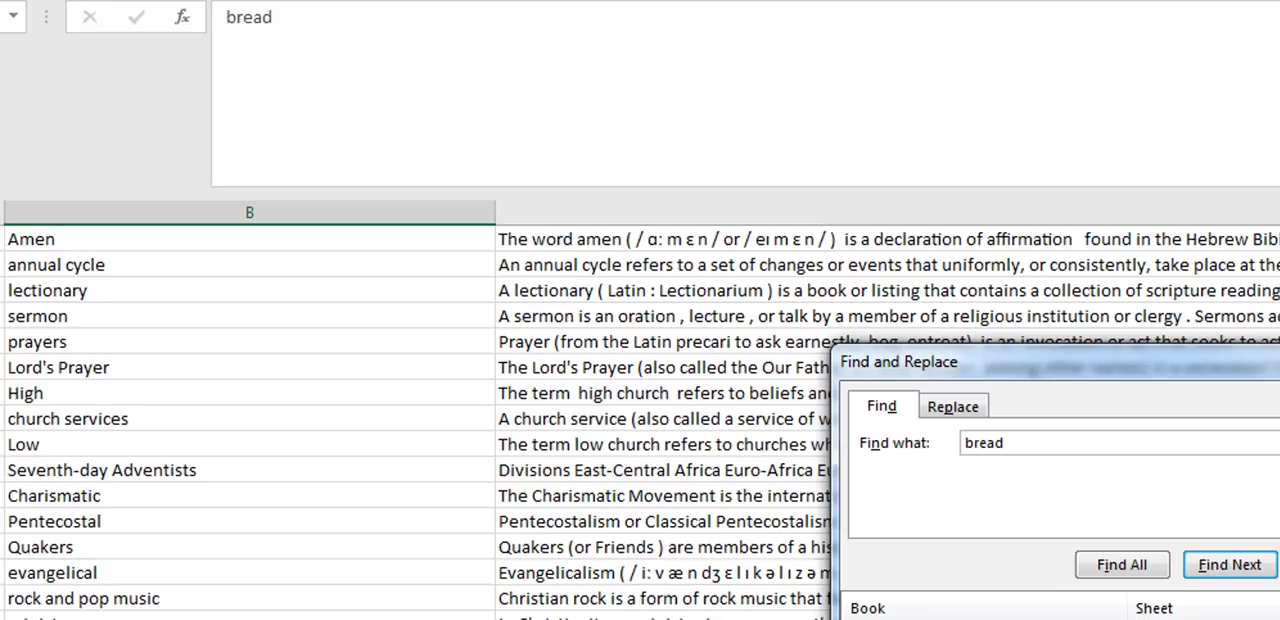 fx bread
B
Amen The word amen ( / ɑː m ɛ n / or / eɪ m ɛ n / ) is a declaration of affirmation found in the Hebrew Bibl
annual cycle An annual cycle refers to a set of changes or events that uniformly, or consistently, take place at the
lectionary A lectionary ( Latin : Lectionarium ) is a book or listing that contains a collection of scripture reading
sermon A sermon is an oration , lecture , or talk by a member of a religious institution or clergy . Sermons ad
prayers Prayer (from the Latin precari to ask earnestly, beg, entreat) is an invocation or act that seeks to act
Lord's Prayer The Lord's Prayer (also called the Our Fath
High The term high church refers to beliefs and
church services A church service (also called a service of w
Low The term low church refers to churches wh
Seventh-day Adventists Divisions East-Central Africa Euro-Africa Eu
Charismatic The Charismatic Movement is the internat
Pentecostal Pentecostalism or Classical Pentecostalism
Quakers Quakers (or Friends ) are members of a his
evangelical Evangelicalism ( / iː v æ n dʒ ɛ l ɪ k ə l ɪ z ə m
rock and pop music Christian rock is a form of rock music that f
Find and Replace
Find Replace
Find what: bread
Find All Find Next
Book Sheet